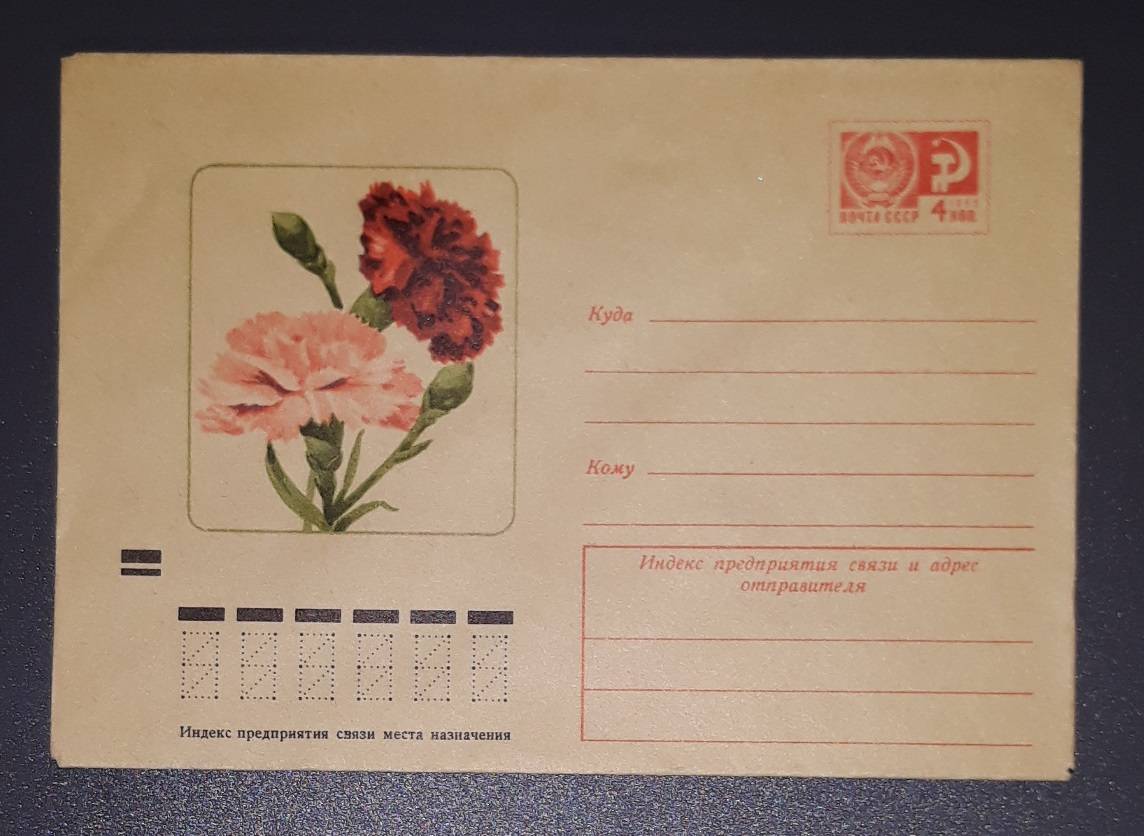 ПОЧТА СССР
4 КОП
Куда
Кому
Индекс предприятия связи и адрес
отправителя
Индекс предприятия связи места назначения